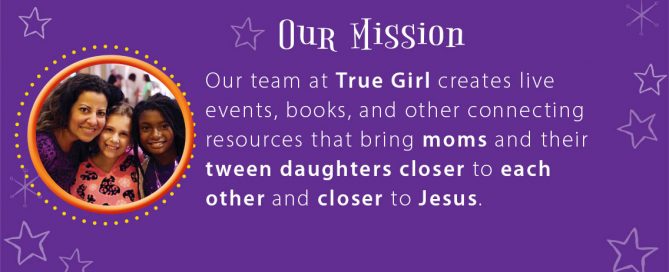 Our Mission
Our team at True Girl creates live
events, books, and other connecting
resources that bring moms and their
tween daughters closer to each
other and closer to Jesus.